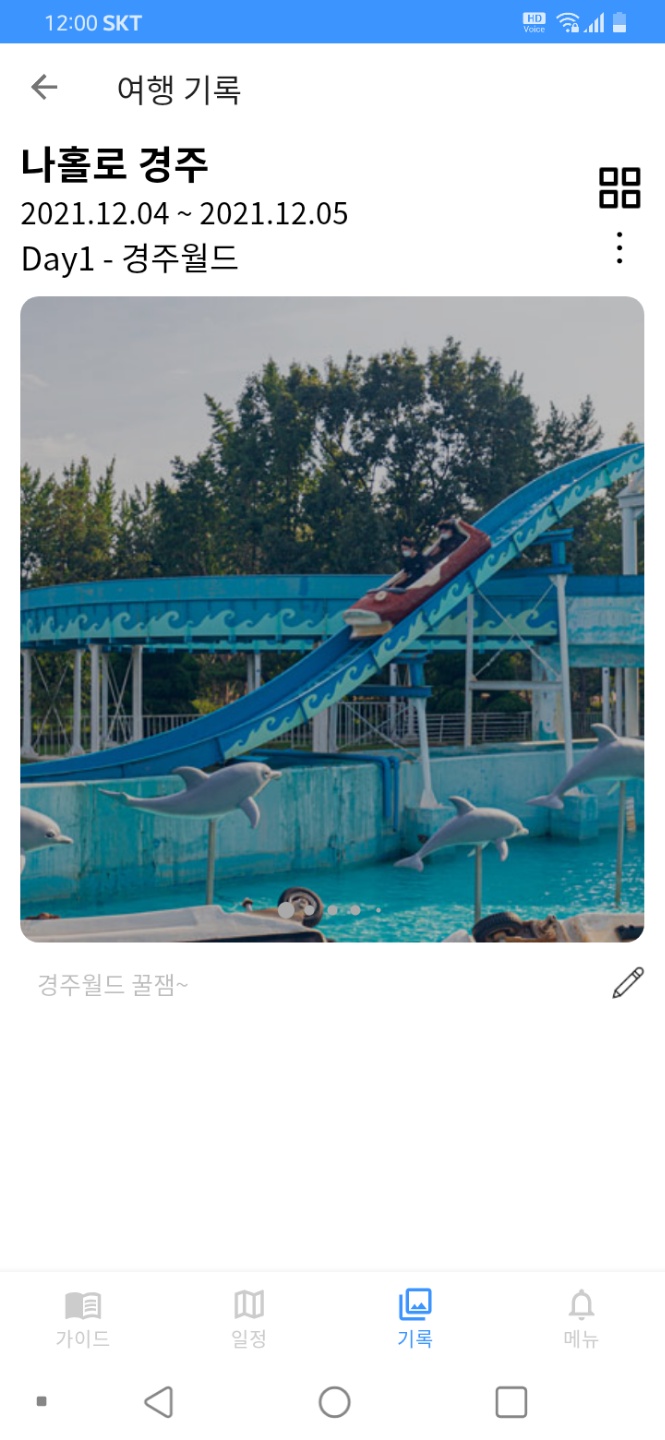 12:00 SKT
HD
Voice
여행 기록
나홀로 경주
2021.12.04 ~ 2021.12.05
Day1 - 경주월드
경주월드 꿀잼~
가이드
일정
기록
메뉴